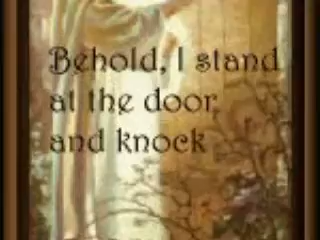 Behold, I stand
at the door
and knock